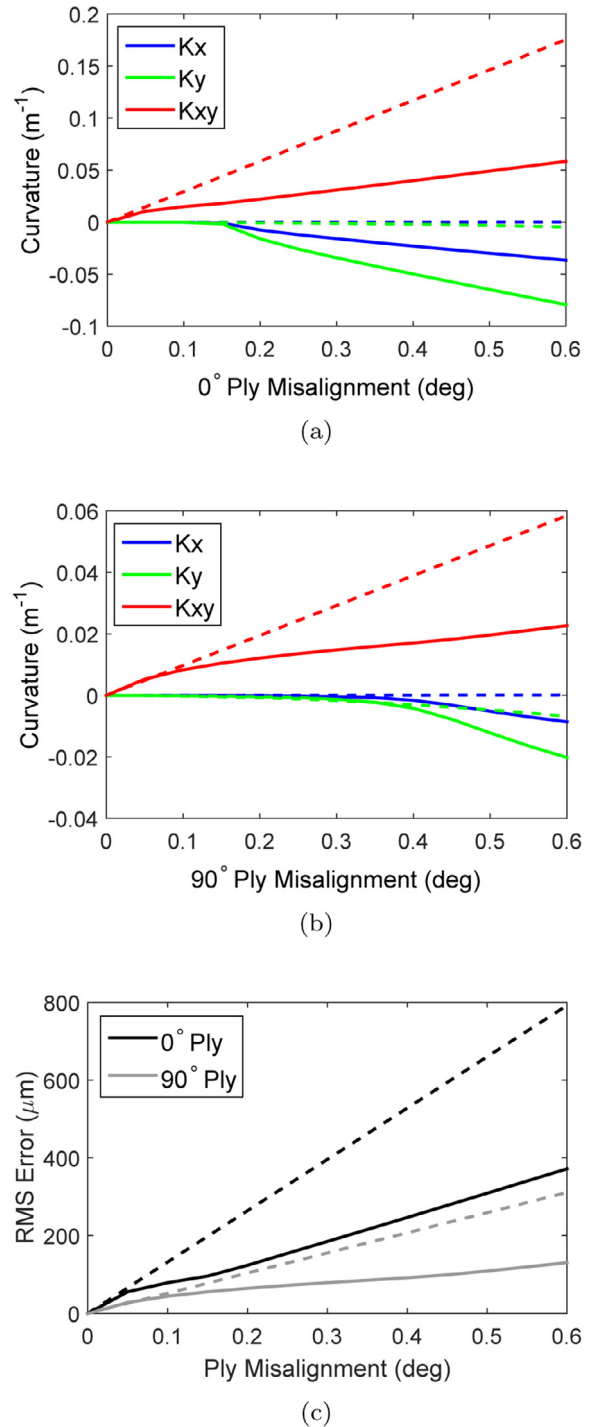 0.2
0.15
0.1
0.05
0
-0.05
-0.1
Curvature (m⁻¹)
Kx
Ky
Kxy
0 0.1 0.2 0.3 0.4 0.5 0.6
0° Ply Misalignment (deg)
(a)
0.06
0.04
0.02
0
-0.02
-0.04
Curvature (m⁻¹)
Kx
Ky
Kxy
0 0.1 0.2 0.3 0.4 0.5 0.6
90° Ply Misalignment (deg)
(b)
800
600
400
200
0
RMS Error (μm)
0° Ply
90° Ply
0 0.1 0.2 0.3 0.4 0.5 0.6
Ply Misalignment (deg)
(c)